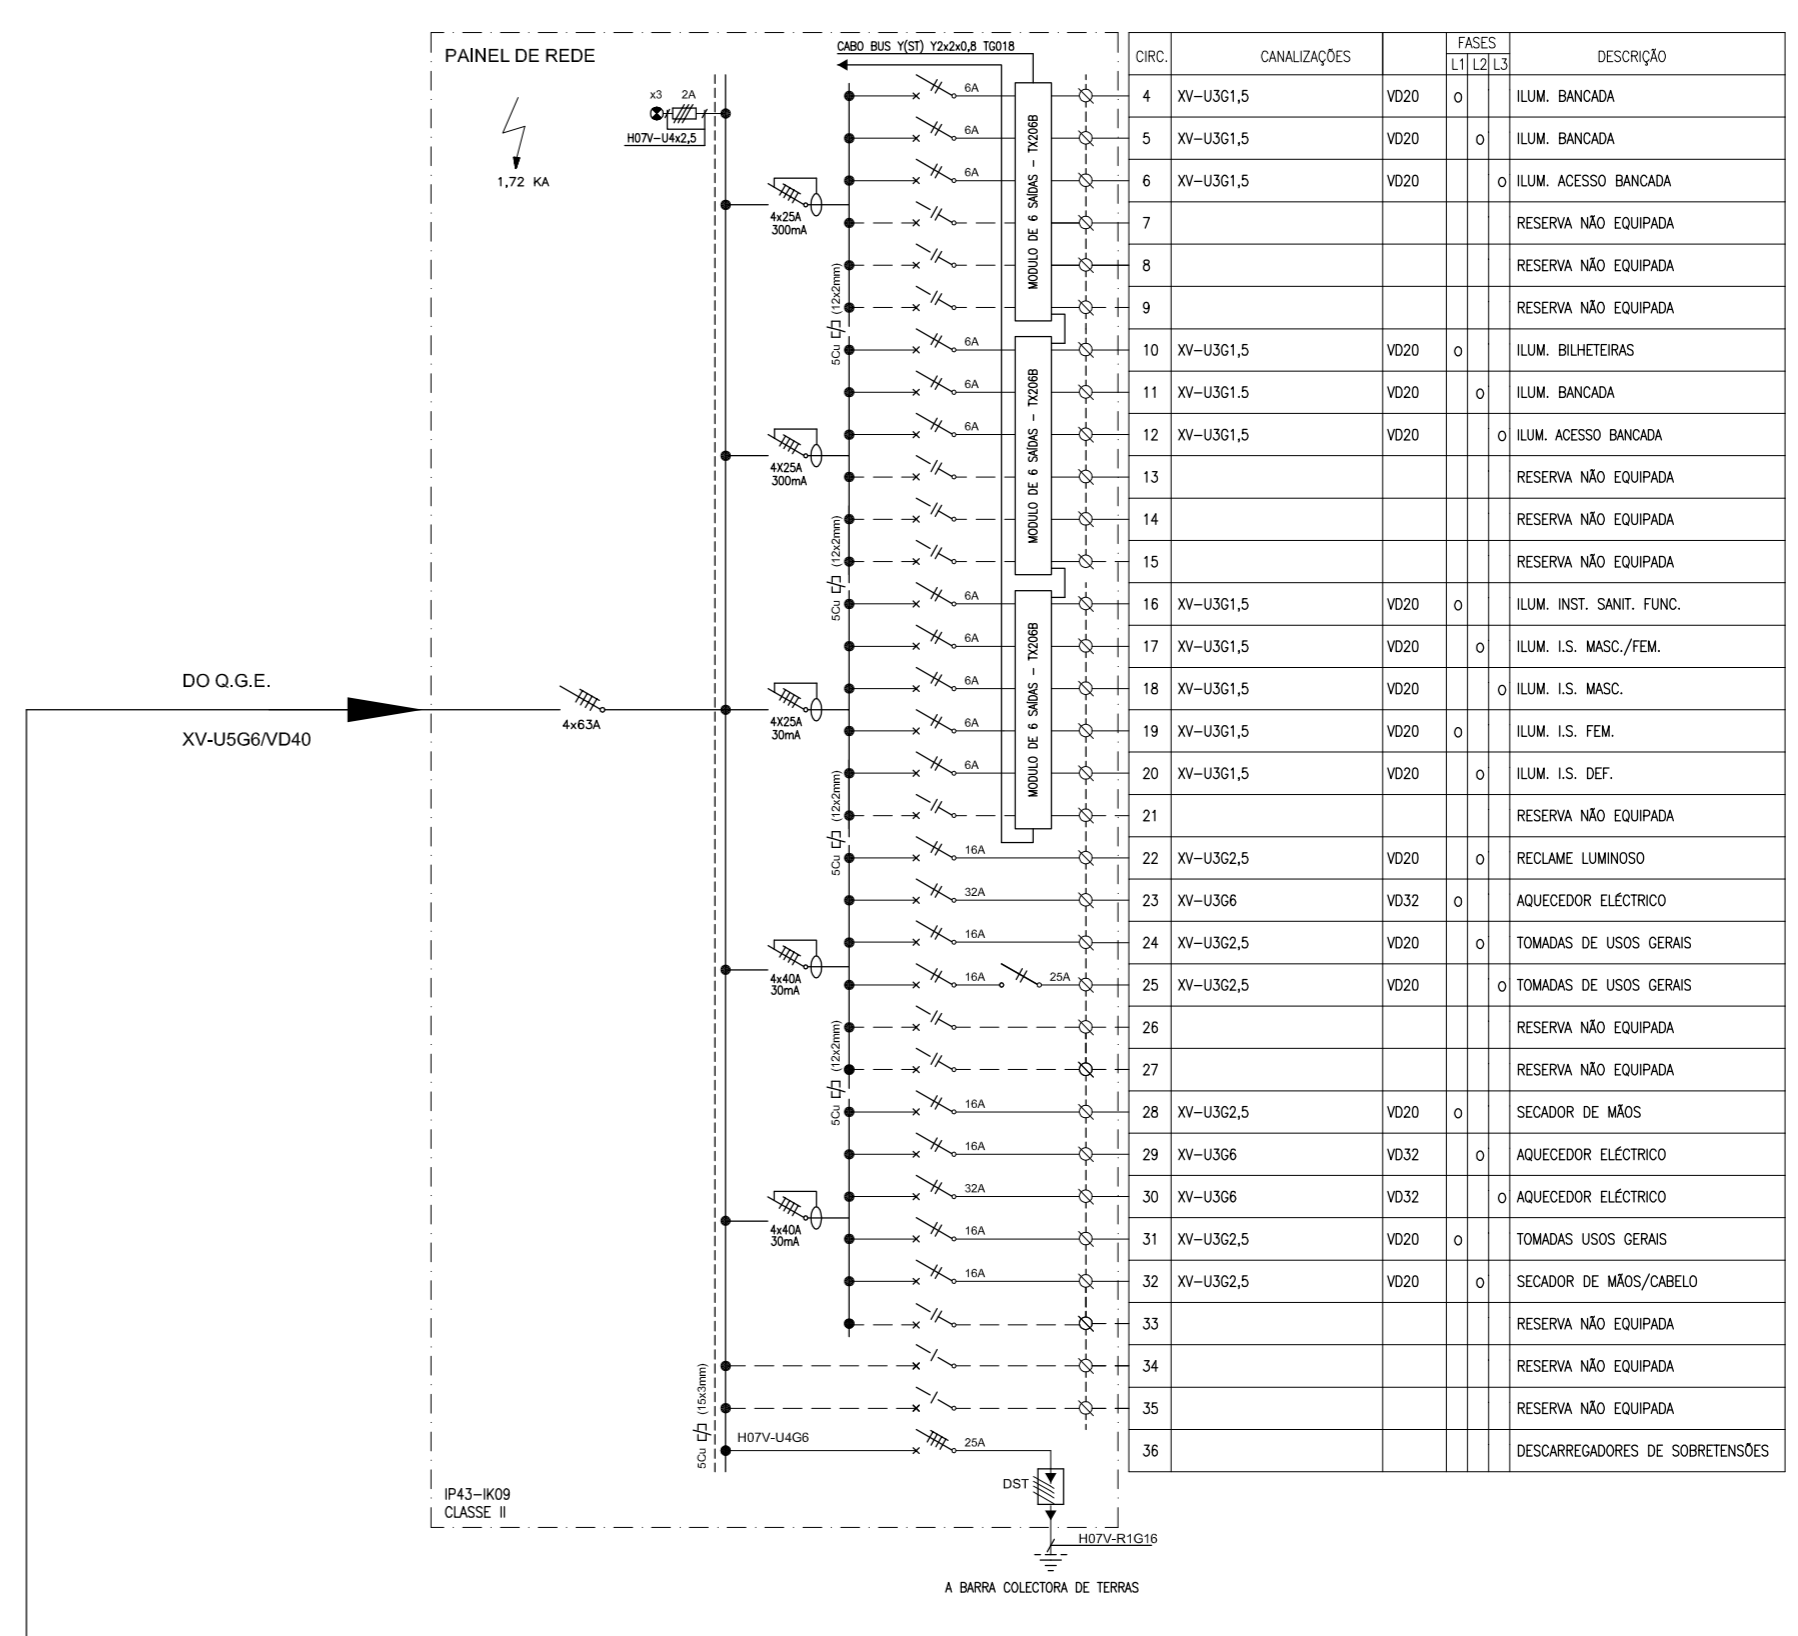 PAINEL DE REDE
1,72 KA
x3 2A
H07V-U4x2,5
CABO BUS Y(ST) Y2x2x0,8 TG018
DO Q.G.E.
XV-U5G6/VD40
4x63A
4x25A
300mA
4X25A
300mA
4X25A
30mA
4x40A
30mA
4x40A
30mA
5Cu (12x2mm)
5Cu (12x2mm)
5Cu (12x2mm)
5Cu (12x2mm)
5Cu (15x3mm)
MODULO DE 6 SAÍDAS - TX206B
MODULO DE 6 SAÍDAS - TX206B
MODULO DE 6 SAÍDAS - TX206B
CIRC. CANALIZAÇÕES FASES DESCRIÇÃO
L1 L2 L3
6A 4 XV-U3G1,5 VD20 O ILUM. BANCADA
6A 5 XV-U3G1,5 VD20 O ILUM. BANCADA
6A 6 XV-U3G1,5 VD20 O ILUM. ACESSO BANCADA
7 RESERVA NÃO EQUIPADA
8 RESERVA NÃO EQUIPADA
9 RESERVA NÃO EQUIPADA
6A 10 XV-U3G1,5 VD20 O ILUM. BILHETEIRAS
6A 11 XV-U3G1.5 VD20 O ILUM. BANCADA
6A 12 XV-U3G1,5 VD20 O ILUM. ACESSO BANCADA
13 RESERVA NÃO EQUIPADA
14 RESERVA NÃO EQUIPADA
15 RESERVA NÃO EQUIPADA
6A 16 XV-U3G1,5 VD20 O ILUM. INST. SANIT. FUNC.
6A 17 XV-U3G1,5 VD20 O ILUM. I.S. MASC./FEM.
6A 18 XV-U3G1,5 VD20 O ILUM. I.S. MASC.
6A 19 XV-U3G1,5 VD20 O ILUM. I.S. FEM.
6A 20 XV-U3G1,5 VD20 O ILUM. I.S. DEF.
21 RESERVA NÃO EQUIPADA
16A 22 XV-U3G2,5 VD20 O RECLAME LUMINOSO
32A 23 XV-U3G6 VD32 O AQUECEDOR ELÉCTRICO
16A 24 XV-U3G2,5 VD20 O TOMADAS DE USOS GERAIS
16A 25A 25 XV-U3G2,5 VD20 O TOMADAS DE USOS GERAIS
26 RESERVA NÃO EQUIPADA
27 RESERVA NÃO EQUIPADA
16A 28 XV-U3G2,5 VD20 O SECADOR DE MÃOS
16A 29 XV-U3G6 VD32 O AQUECEDOR ELÉCTRICO
32A 30 XV-U3G6 VD32 O AQUECEDOR ELÉCTRICO
16A 31 XV-U3G2,5 VD20 O TOMADAS USOS GERAIS
16A 32 XV-U3G2,5 VD20 O SECADOR DE MÃOS/CABELO
33 RESERVA NÃO EQUIPADA
34 RESERVA NÃO EQUIPADA
35 RESERVA NÃO EQUIPADA
H07V-U4G6 25A 36 DESCARREGADORES DE SOBRETENSÕES
DST
IP43-IK09
CLASSE II
H07V-R1G16
A BARRA COLECTORA DE TERRAS